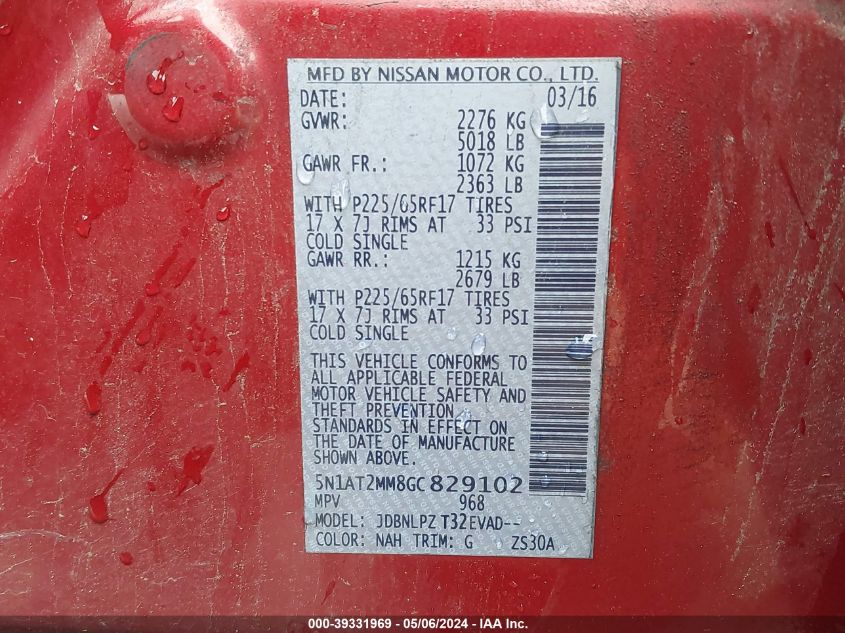 MFD BY NISSAN MOTOR CO., LTD.
DATE: 03/16
GVWR: 2276 KG
5018 LB
GAWR FR.: 1072 KG
2363 LB
WITH P225/65RF17 TIRES
17 X 7J RIMS AT 33 PSI
COLD SINGLE
GAWR RR.: 1215 KG
2679 LB
WITH P225/65RF17 TIRES
17 X 7J RIMS AT 33 PSI
COLD SINGLE
THIS VEHICLE CONFORMS TO
ALL APPLICABLE FEDERAL
MOTOR VEHICLE SAFETY AND
THEFT PREVENTION
STANDARDS IN EFFECT ON
THE DATE OF MANUFACTURE
SHOWN ABOVE.
5N1AT2MM8GC829102
MPV 968
MODEL: JDBNLPZ T32EVAD--
COLOR: NAH TRIM: G ZS30A
000-39331969 - 05/06/2024 - IAA Inc.